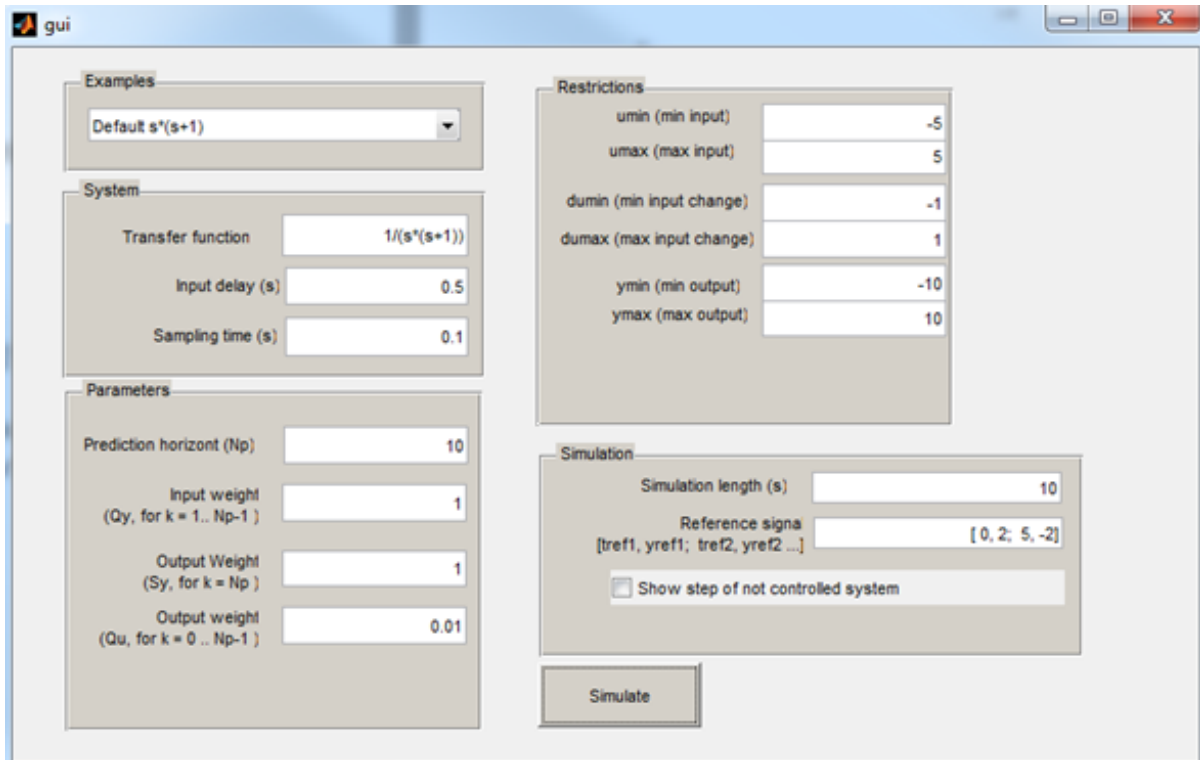 gui
Examples
Default s*(s+1)
System
Transfer function 1/(s*(s+1))
Input delay (s) 0.5
Sampling time (s) 0.1
Parameters
Prediction horizont (Np) 10
Input weight
(Qy, for k = 1.. Np-1 ) 1
Output Weight
(Sy, for k = Np ) 1
Output weight
(Qu, for k = 0 .. Np-1 ) 0.01
Restrictions
umin (min input) -5
umax (max input) 5
dumin (min input change) -1
dumax (max input change) 1
ymin (min output) -10
ymax (max output) 10
Simulation
Simulation length (s) 10
Reference signa
[tref1, yref1; tref2, yref2 ...] [ 0, 2; 5, -2]
Show step of not controlled system
Simulate